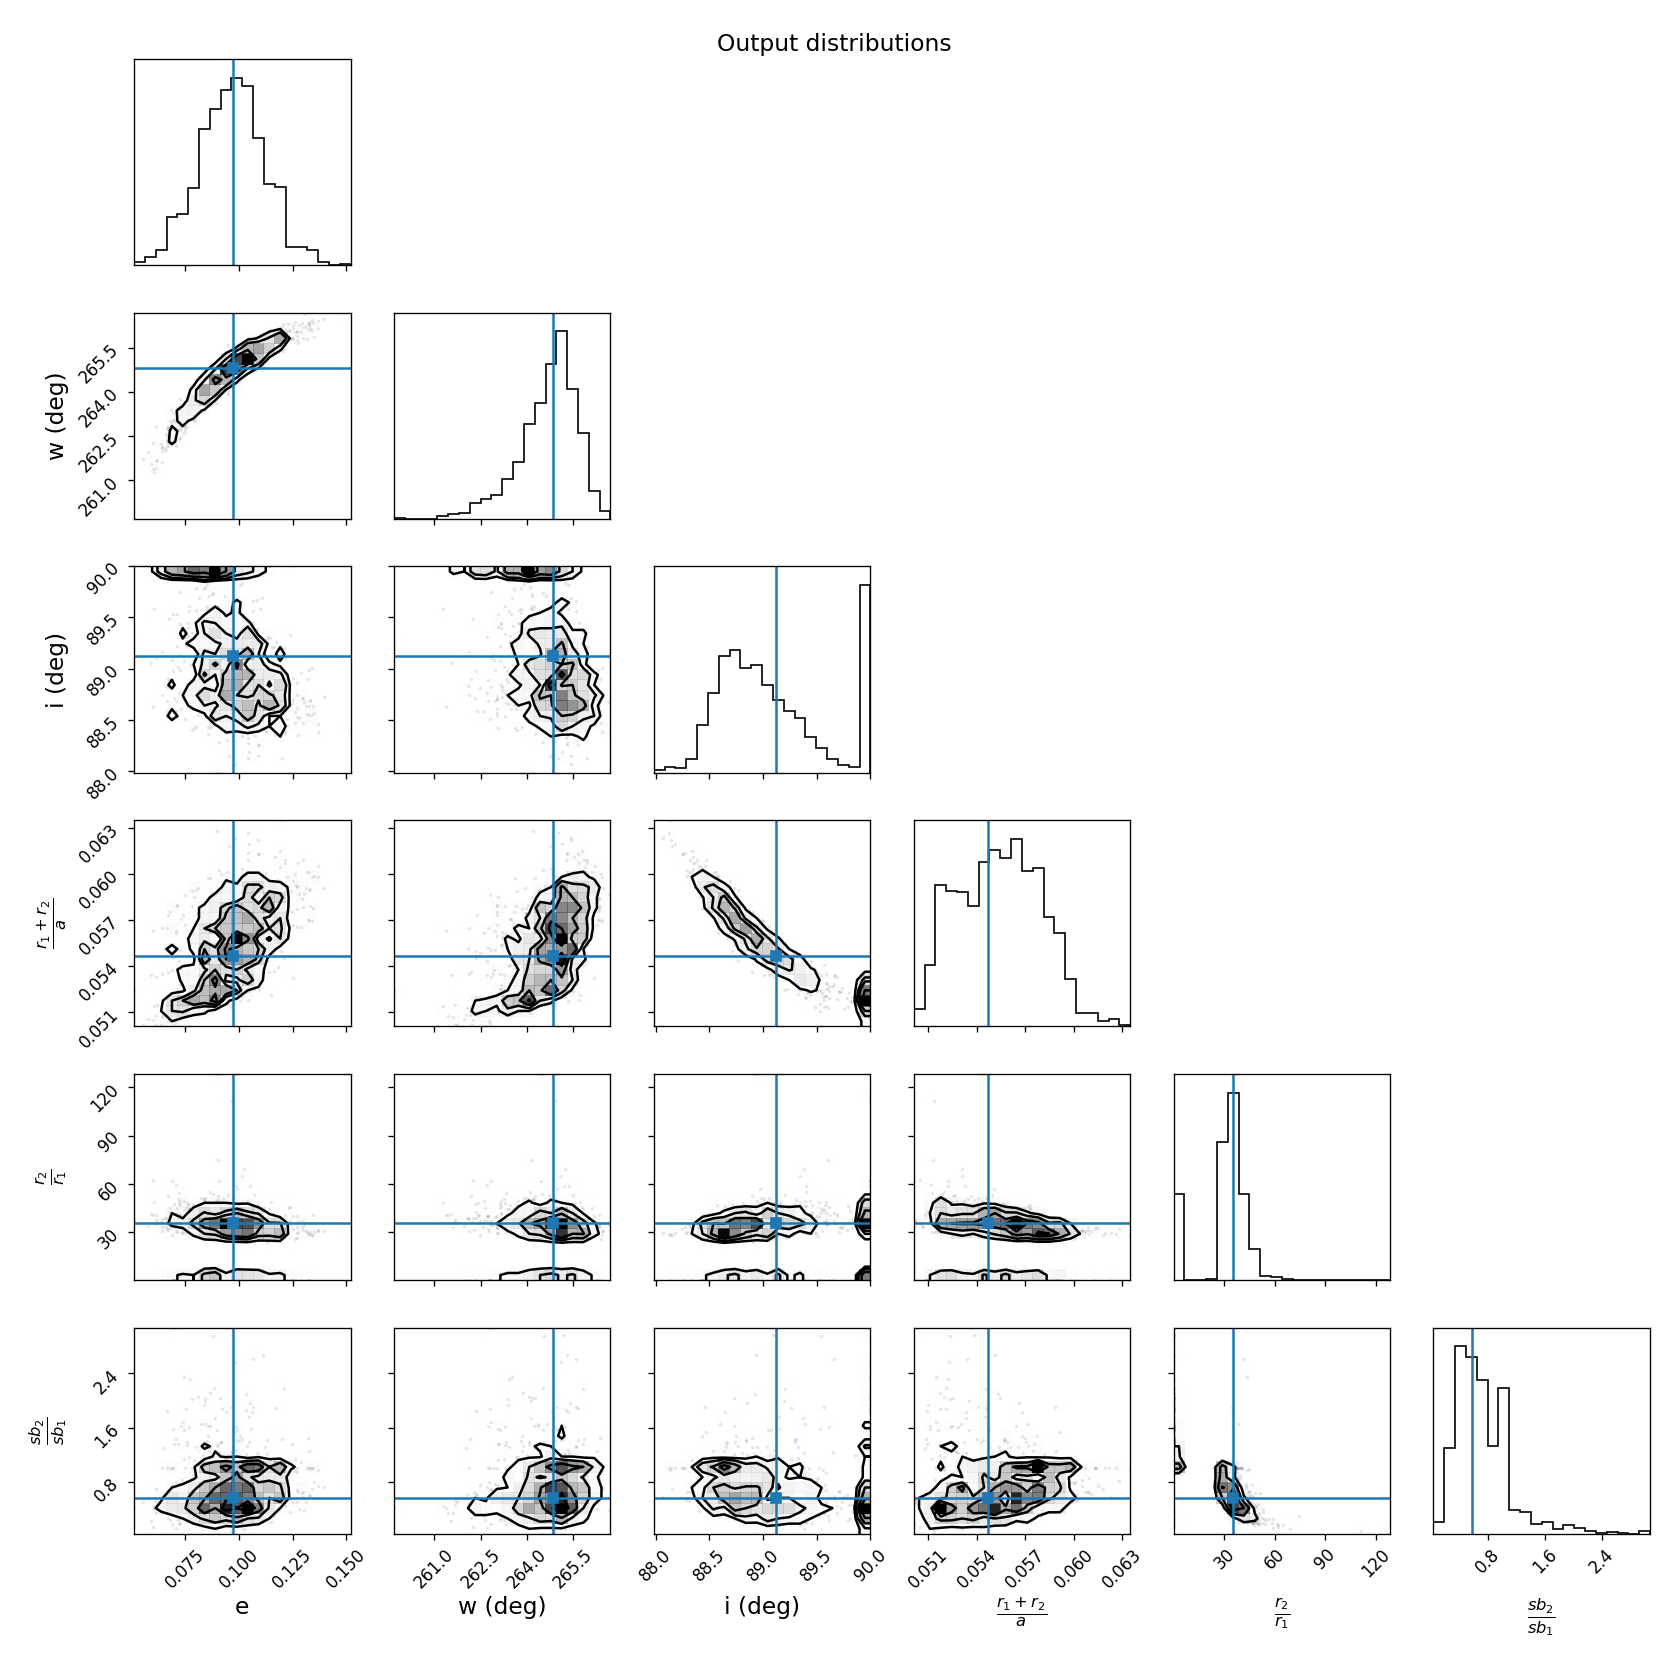 Output distributions
w (deg)
265.5
264.0
262.5
261.0
i (deg)
90.0
89.5
89.0
88.5
88.0
r₁ + r₂
a
0.063
0.060
0.057
0.054
0.051
r₂
r₁
120
90
60
30
sb₂
sb₁
2.4
1.6
0.8
0.075 0.100 0.125 0.150 261.0 262.5 264.0 265.5 88.0 88.5 89.0 89.5 90.0 0.051 0.054 0.057 0.060 0.063 30 60 90 120 0.8 1.6 2.4
e
w (deg)
i (deg)
r₁ + r₂
a
r₂
r₁
sb₂
sb₁